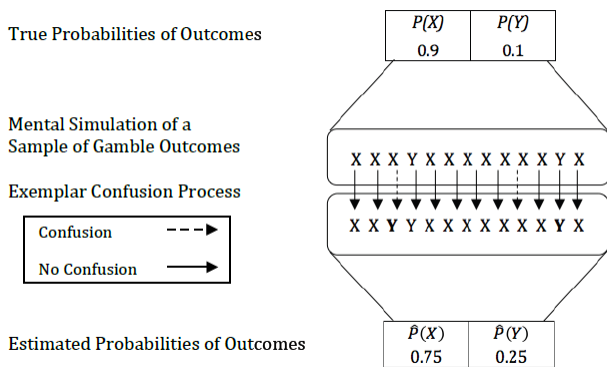 True Probabilities of Outcomes
P(X) P(Y)
0.9 0.1
Mental Simulation of a
Sample of Gamble Outcomes
X X X Y X X X X X X X Y X
Exemplar Confusion Process
Confusion
No Confusion
X X Y Y X X X X X X X Y X
Estimated Probabilities of Outcomes
P̂(X) P̂(Y)
0.75 0.25